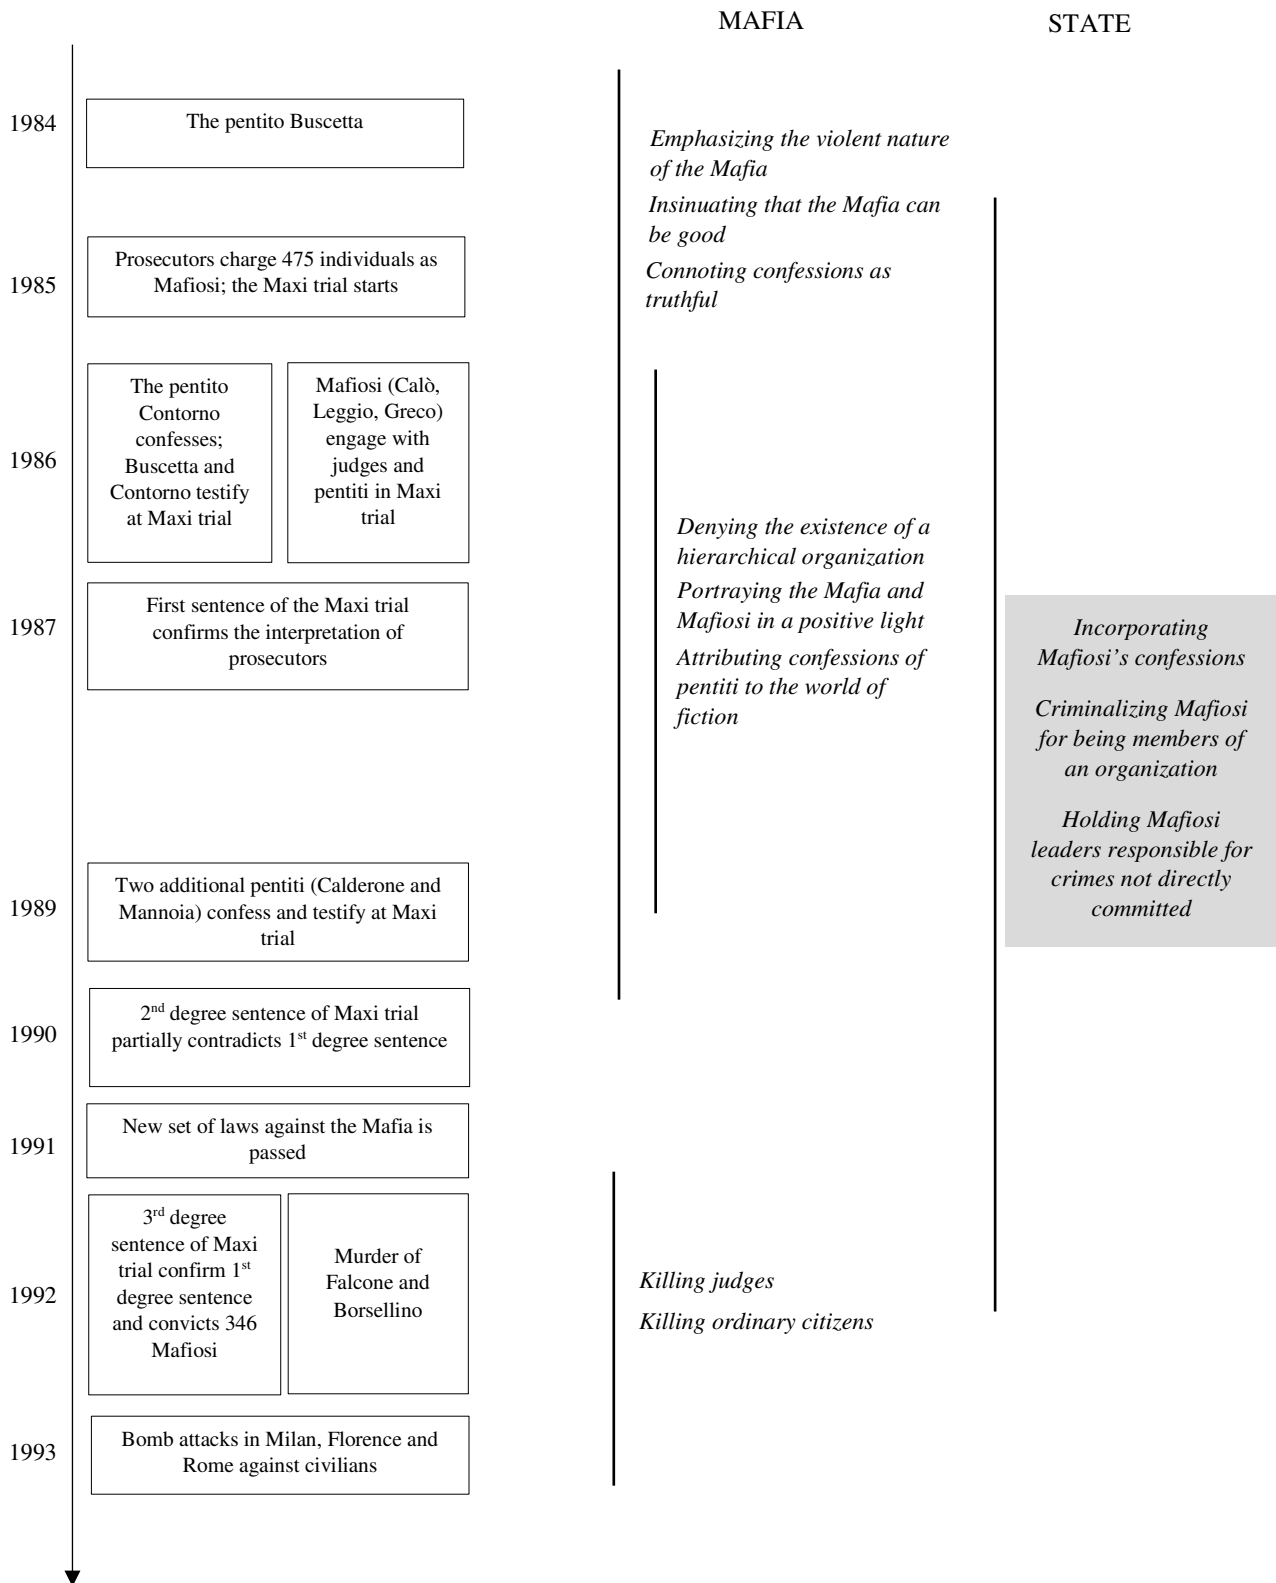 MAFIA
STATE
1984
The pentito Buscetta
Emphasizing the violent nature
of the Mafia
Insinuating that the Mafia can
be good
Connoting confessions as
truthful
1985
Prosecutors charge 475 individuals as
Mafiosi; the Maxi trial starts
1986
The pentito
Contorno
confesses;
Buscetta and
Contorno testify
at Maxi trial
Mafiosi (Calò,
Leggio, Greco)
engage with
judges and
pentiti in Maxi
trial
Denying the existence of a
hierarchical organization
Portraying the Mafia and
Mafiosi in a positive light
Attributing confessions of
pentiti to the world of
fiction
1987
First sentence of the Maxi trial
confirms the interpretation of
prosecutors
Incorporating
Mafiosi’s confessions
Criminalizing Mafiosi
for being members of
an organization
Holding Mafiosi
leaders responsible for
crimes not directly
committed
1989
Two additional pentiti (Calderone and
Mannoia) confess and testify at Maxi
trial
1990
2nd degree sentence of Maxi trial
partially contradicts 1st degree sentence
1991
New set of laws against the Mafia is
passed
1992
3rd degree
sentence of Maxi
trial confirm 1st
degree sentence
and convicts 346
Mafiosi
Murder of
Falcone and
Borsellino
Killing judges
Killing ordinary citizens
1993
Bomb attacks in Milan, Florence and
Rome against civilians